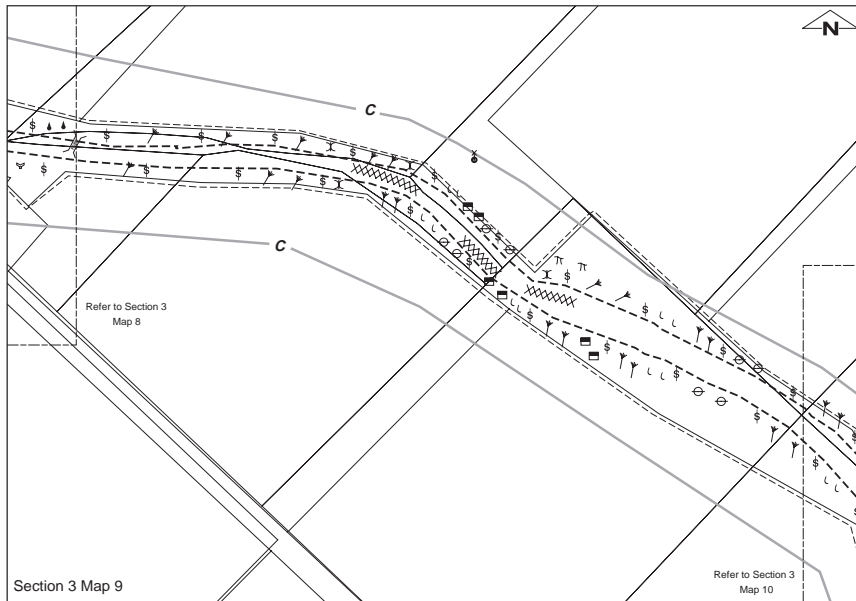 N
C
C
Refer to Section 3
Map 8
Section 3 Map 9
Refer to Section 3
Map 10